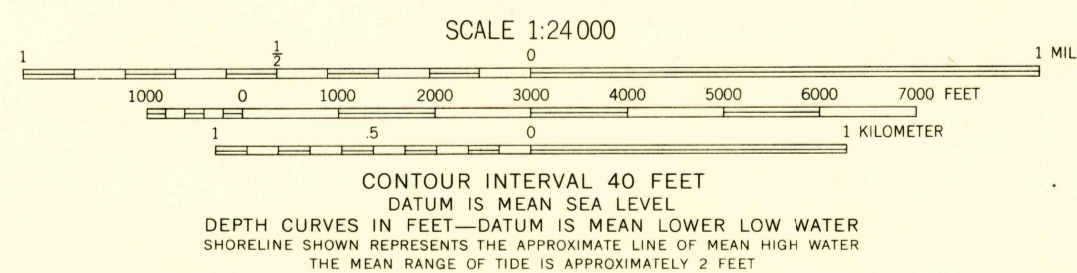 SCALE 1:24 000
1 1/2 0 1 MIL
1000 0 1000 2000 3000 4000 5000 6000 7000 FEET
1 .5 0 1 KILOMETER
CONTOUR INTERVAL 40 FEET
DATUM IS MEAN SEA LEVEL
DEPTH CURVES IN FEET—DATUM IS MEAN LOWER LOW WATER
SHORELINE SHOWN REPRESENTS THE APPROXIMATE LINE OF MEAN HIGH WATER
THE MEAN RANGE OF TIDE IS APPROXIMATELY 2 FEET